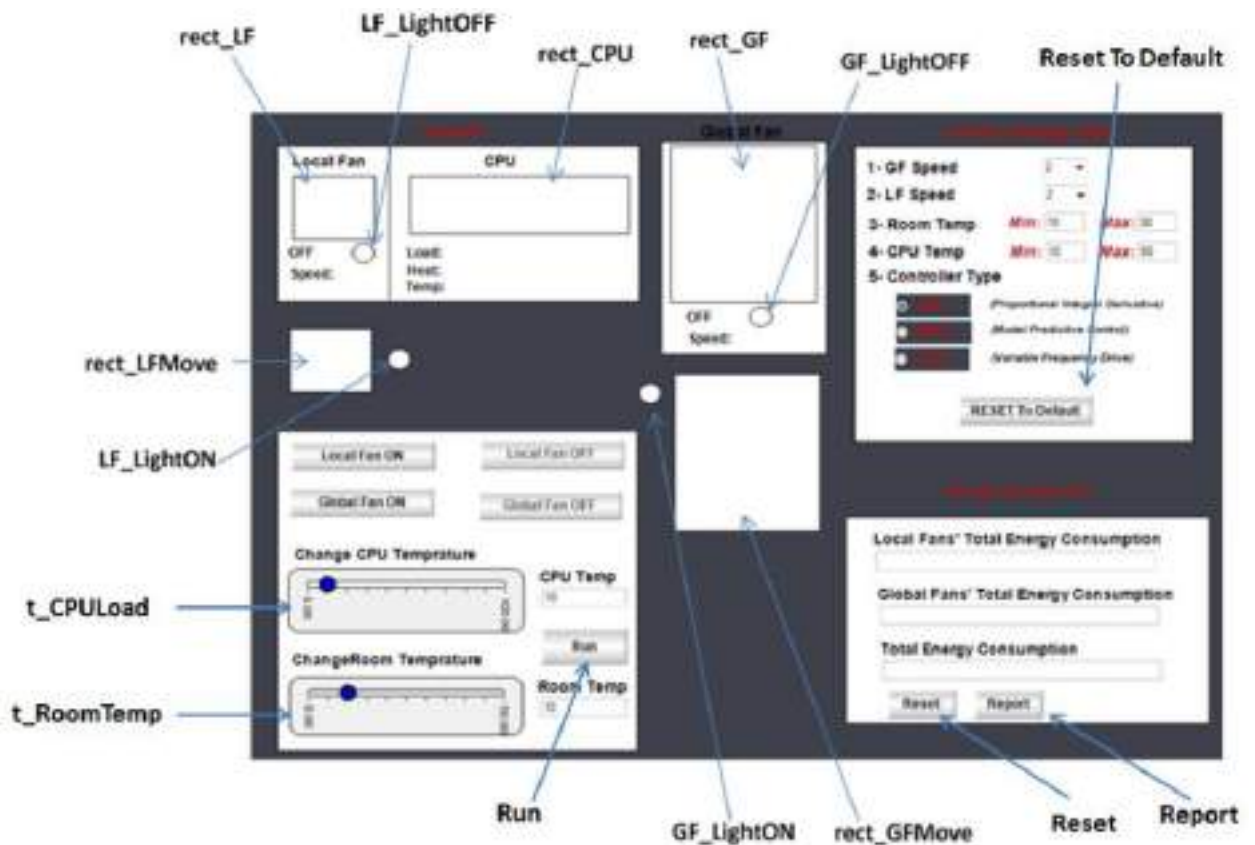 rect_LF
LF_LightOFF
rect_CPU
rect_GF
GF_LightOFF
Reset To Default
Global Fan
Local Fan
CPU
OFF
Speed:
Load:
Heat:
Temp:
OFF
Speed:
1- GF Speed
2
2- LF Speed
2
3- Room Temp Min: Max:
4- CPU Temp Min: Max:
5- Controller Type
(Proportional Integral Derivative)
(Model Predictive Control)
(Variable Frequency Drive)
RESET To Default
rect_LFMove
LF_LightON
Local Fan ON
Local Fan OFF
Global Fan ON
Global Fan OFF
Change CPU Temprature
CPU Temp
t_CPULoad
Run
ChangeRoom Temprature
Room Temp
t_RoomTemp
Local Fans' Total Energy Consumption
Global Fans' Total Energy Consumption
Total Energy Consumption
Reset
Report
Run
GF_LightON
rect_GFMove
Reset
Report